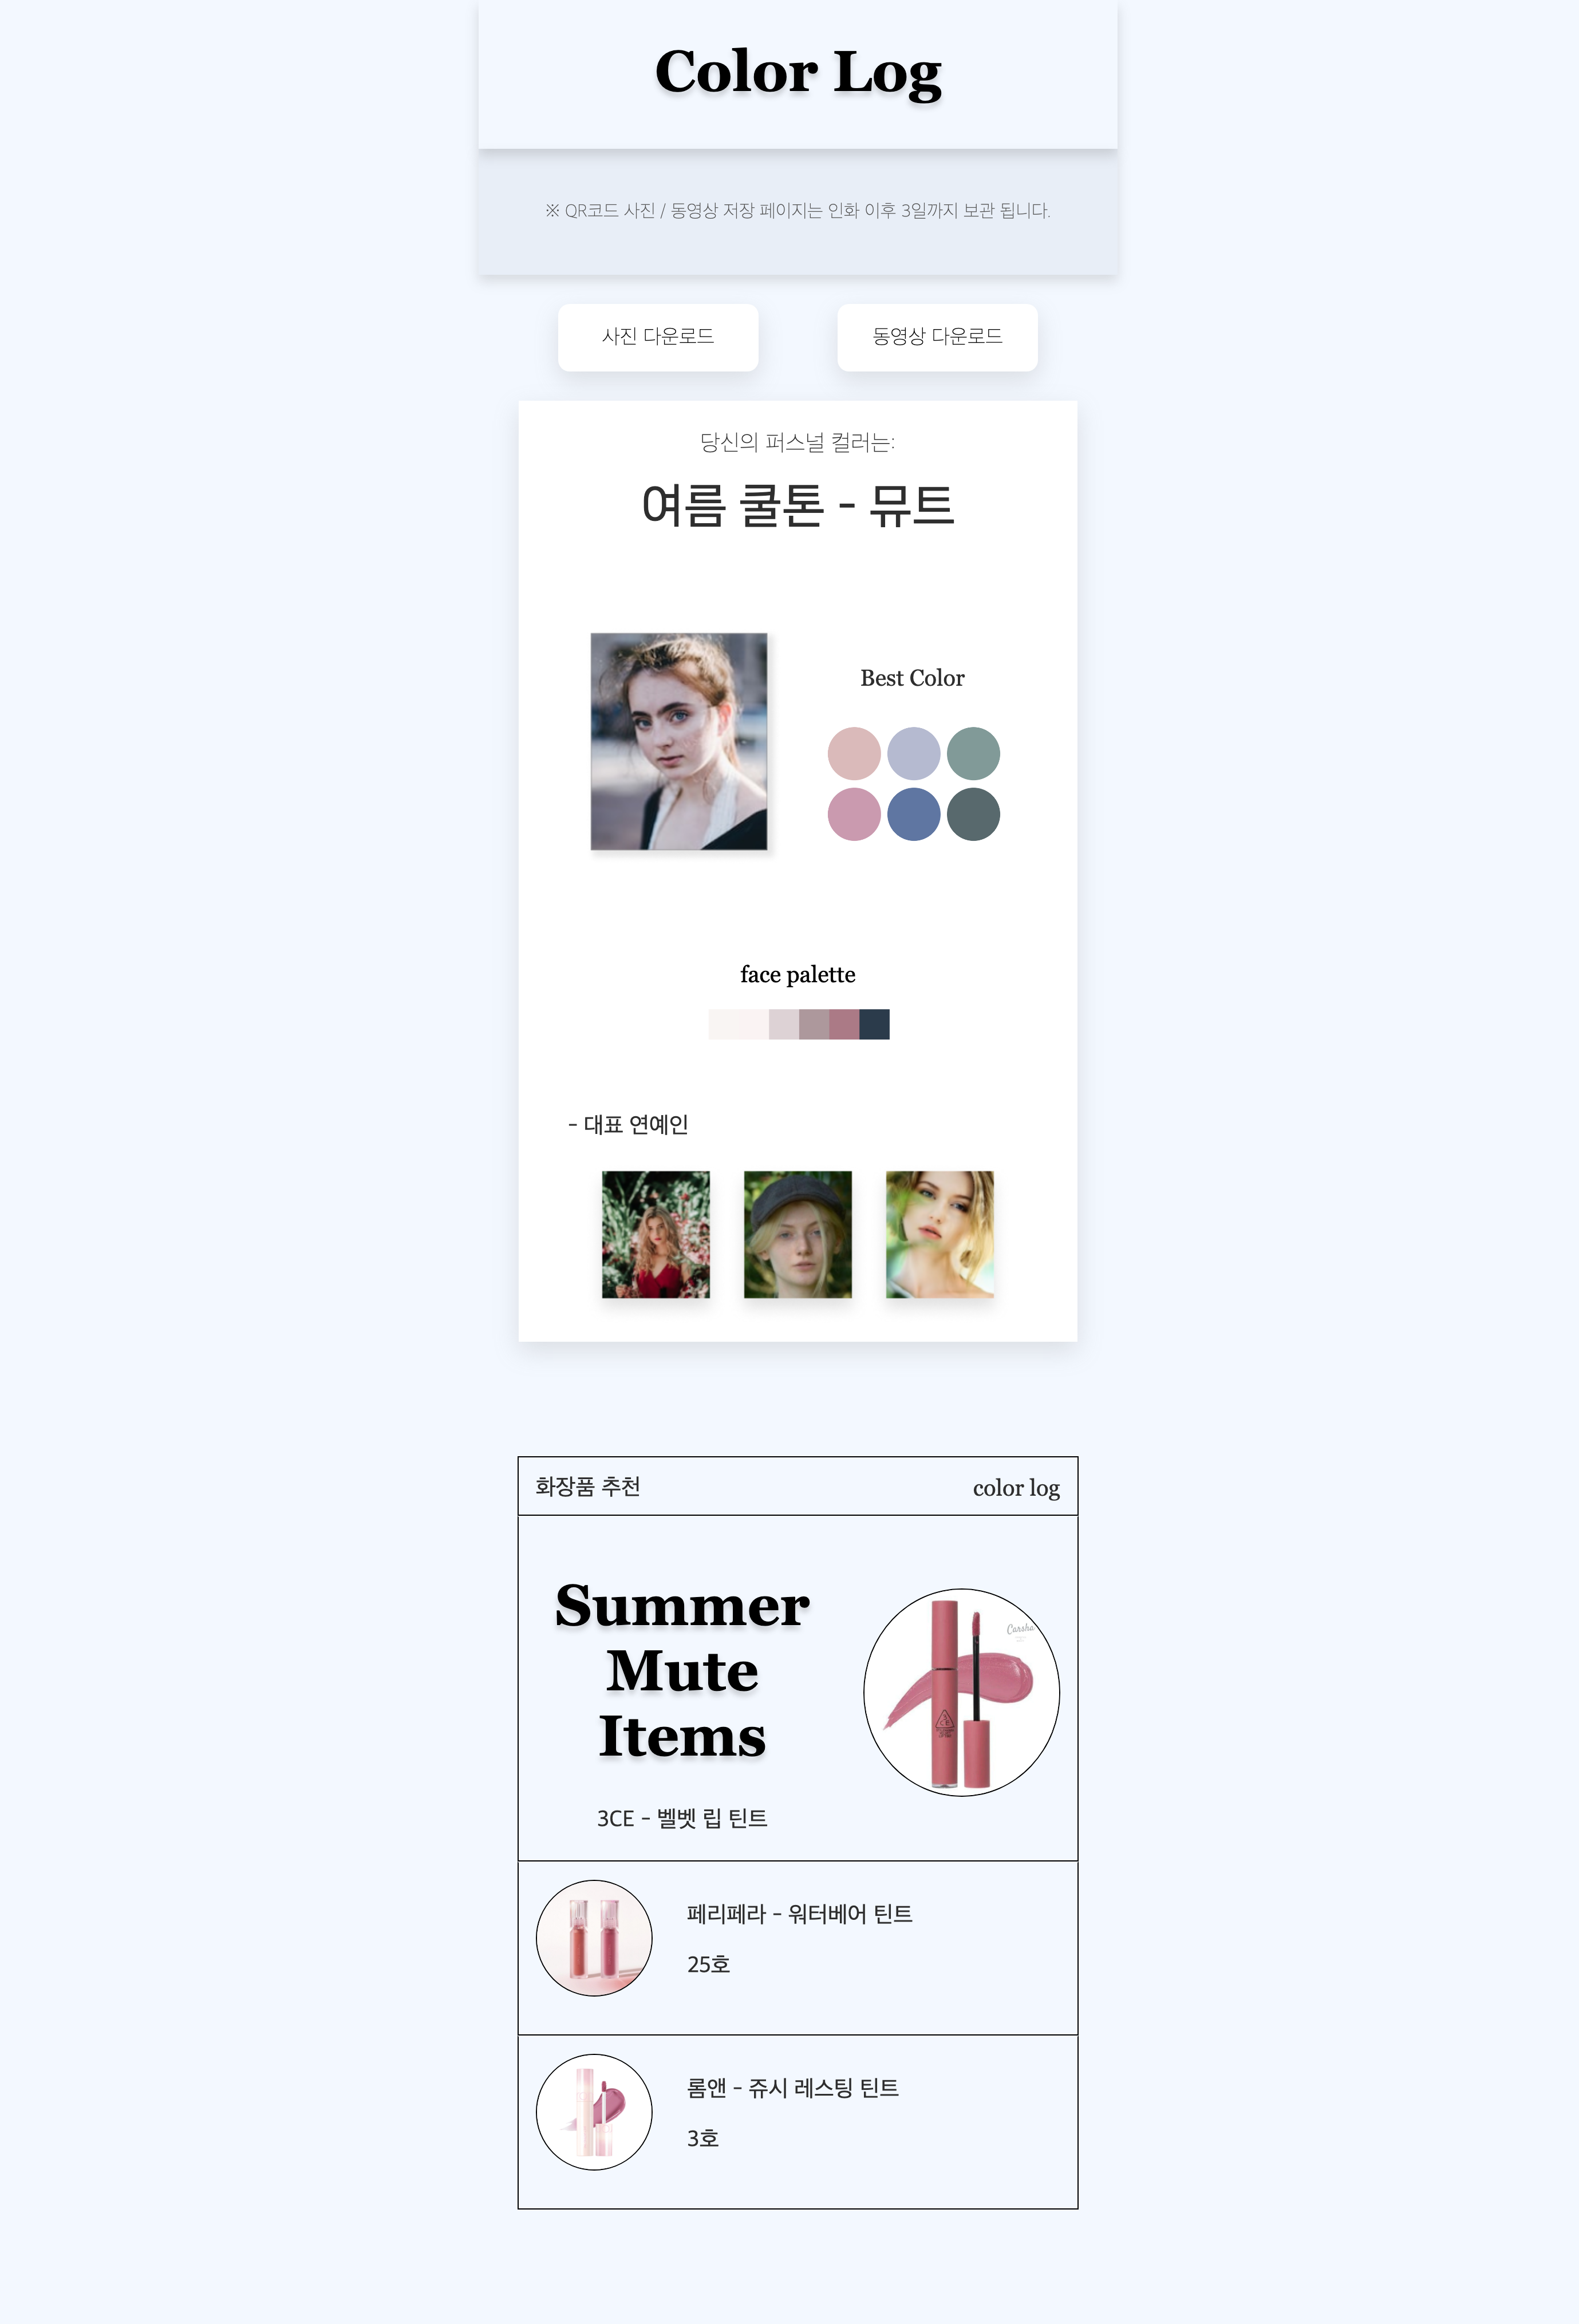 Color Log
※ QR코드 사진 / 동영상 저장 페이지는 인화 이후 3일까지 보관 됩니다.
사진 다운로드
동영상 다운로드
당신의 퍼스널 컬러는:
여름 쿨톤 - 뮤트
Best Color
face palette
- 대표 연예인
화장품 추천
color log
Summer
Mute
Items
Carsha
3CE
3CE - 벨벳 립 틴트
페리페라 - 워터베어 틴트
25호
롬앤 - 쥬시 레스팅 틴트
3호